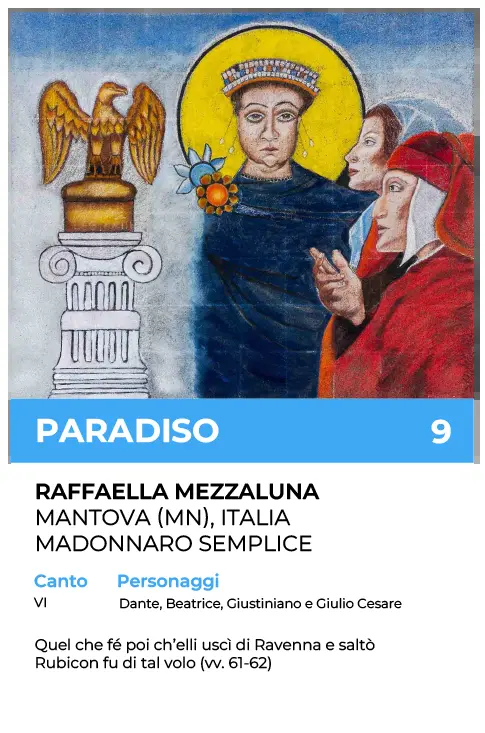 PARADISO 9
RAFFAELLA MEZZALUNA
MANTOVA (MN), ITALIA
MADONNARO SEMPLICE
Canto Personaggi
VI Dante, Beatrice, Giustiniano e Giulio Cesare
Quel che fé poi ch’elli uscì di Ravenna e saltò
Rubicon fu di tal volo (vv. 61-62)